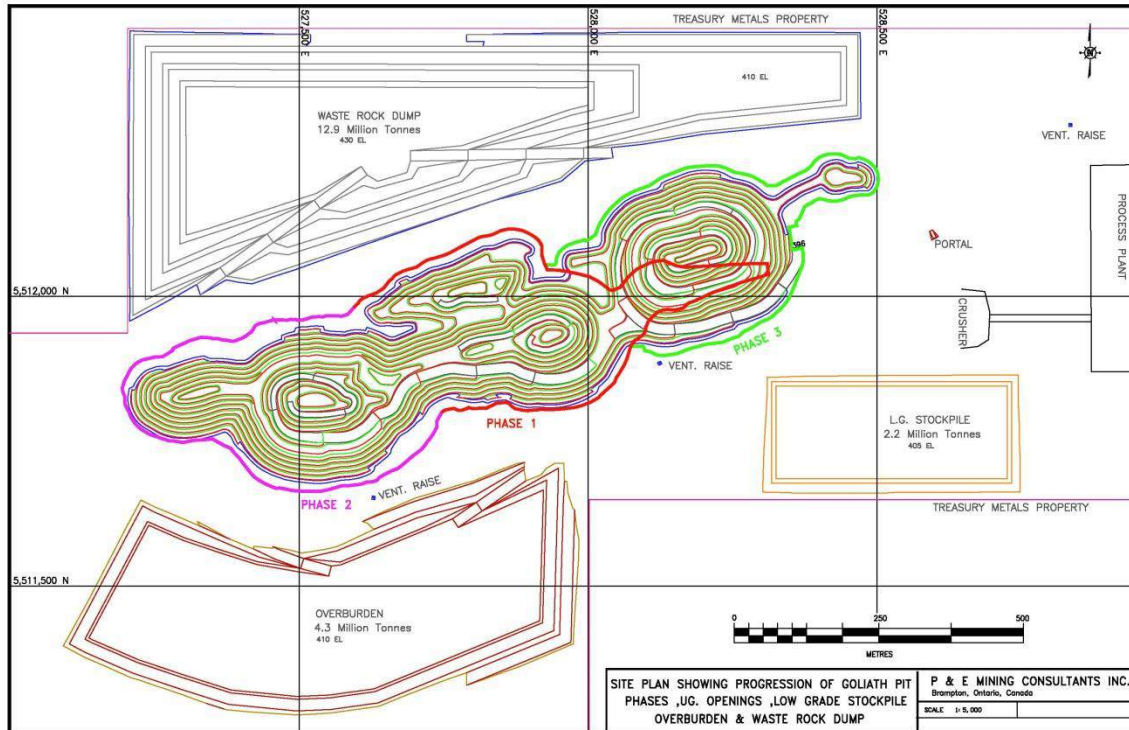 527,500 E
528,000 E
528,500 E
TREASURY METALS PROPERTY
N
410 EL
WASTE ROCK DUMP
12.9 Million Tonnes
430 EL
VENT. RAISE
PROCESS PLANT
PORTAL
396
5,512,000 N
CRUSHER
PHASE 3
VENT. RAISE
PHASE 1
L.G. STOCKPILE
2.2 Million Tonnes
405 EL
VENT. RAISE
PHASE 2
TREASURY METALS PROPERTY
5,511,500 N
OVERBURDEN
4.3 Million Tonnes
410 EL
0 250 500
METRES
SITE PLAN SHOWING PROGRESSION OF GOLIATH PIT
PHASES ,UG. OPENINGS ,LOW GRADE STOCKPILE
OVERBURDEN & WASTE ROCK DUMP
P & E MINING CONSULTANTS INC.
Brampton, Ontario, Canada
SCALE 1: 5, 000